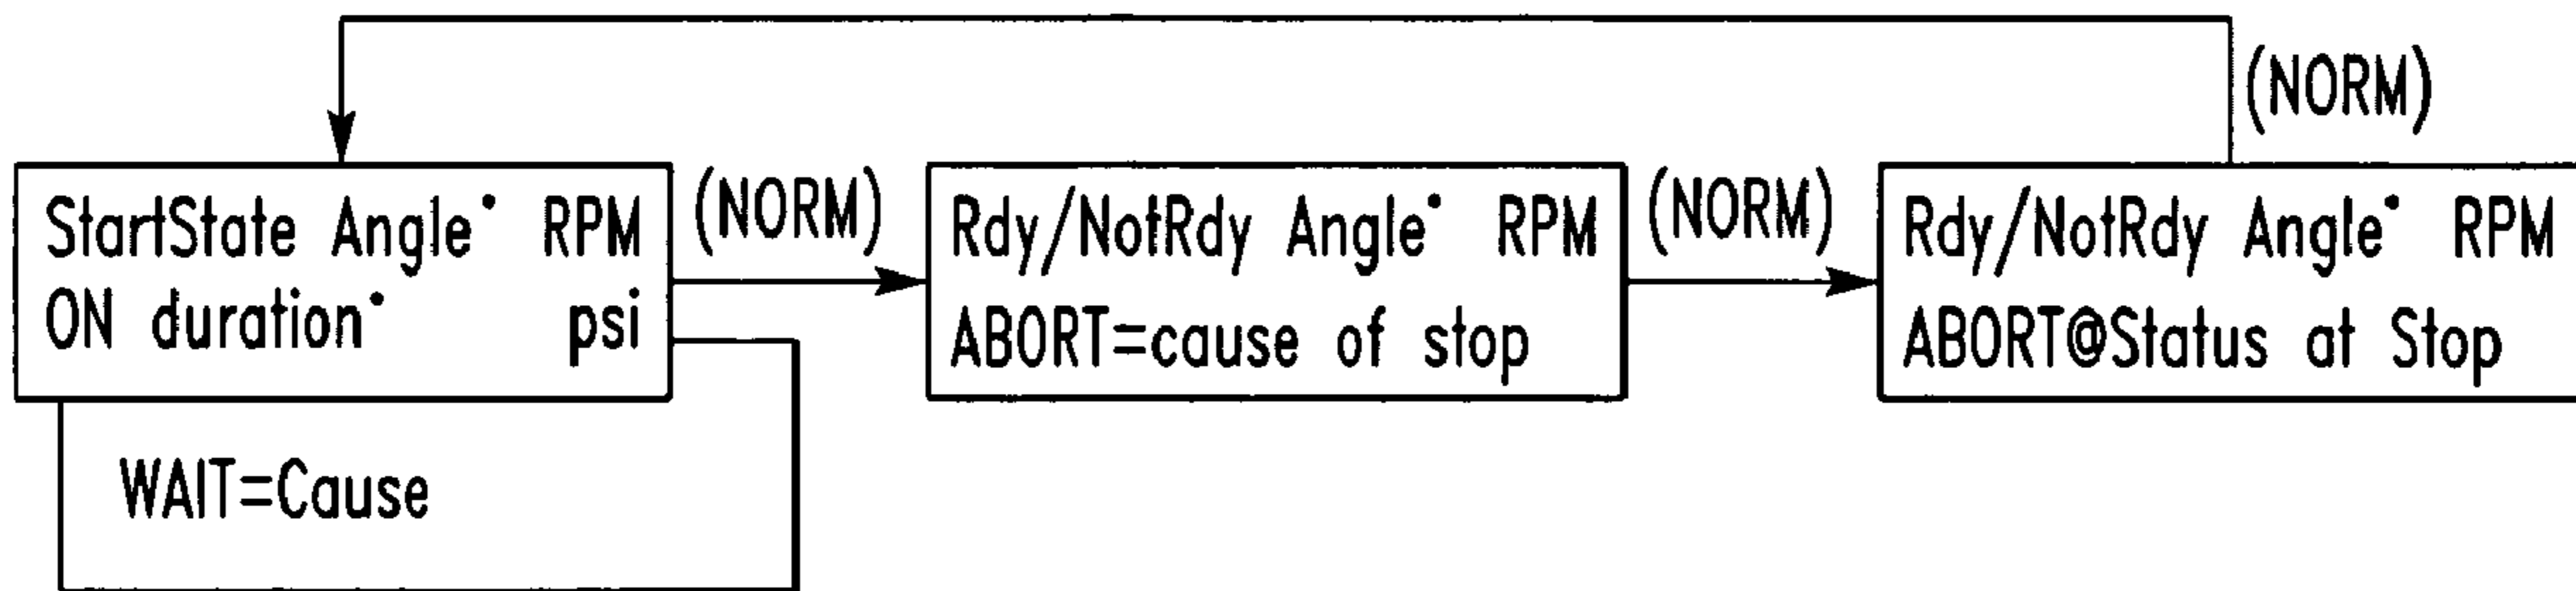 (NORM)
StartState Angle° RPM
ON duration° psi
(NORM)
Rdy/NotRdy Angle° RPM
ABORT=cause of stop
(NORM)
Rdy/NotRdy Angle° RPM
ABORT@Status at Stop
WAIT=Cause